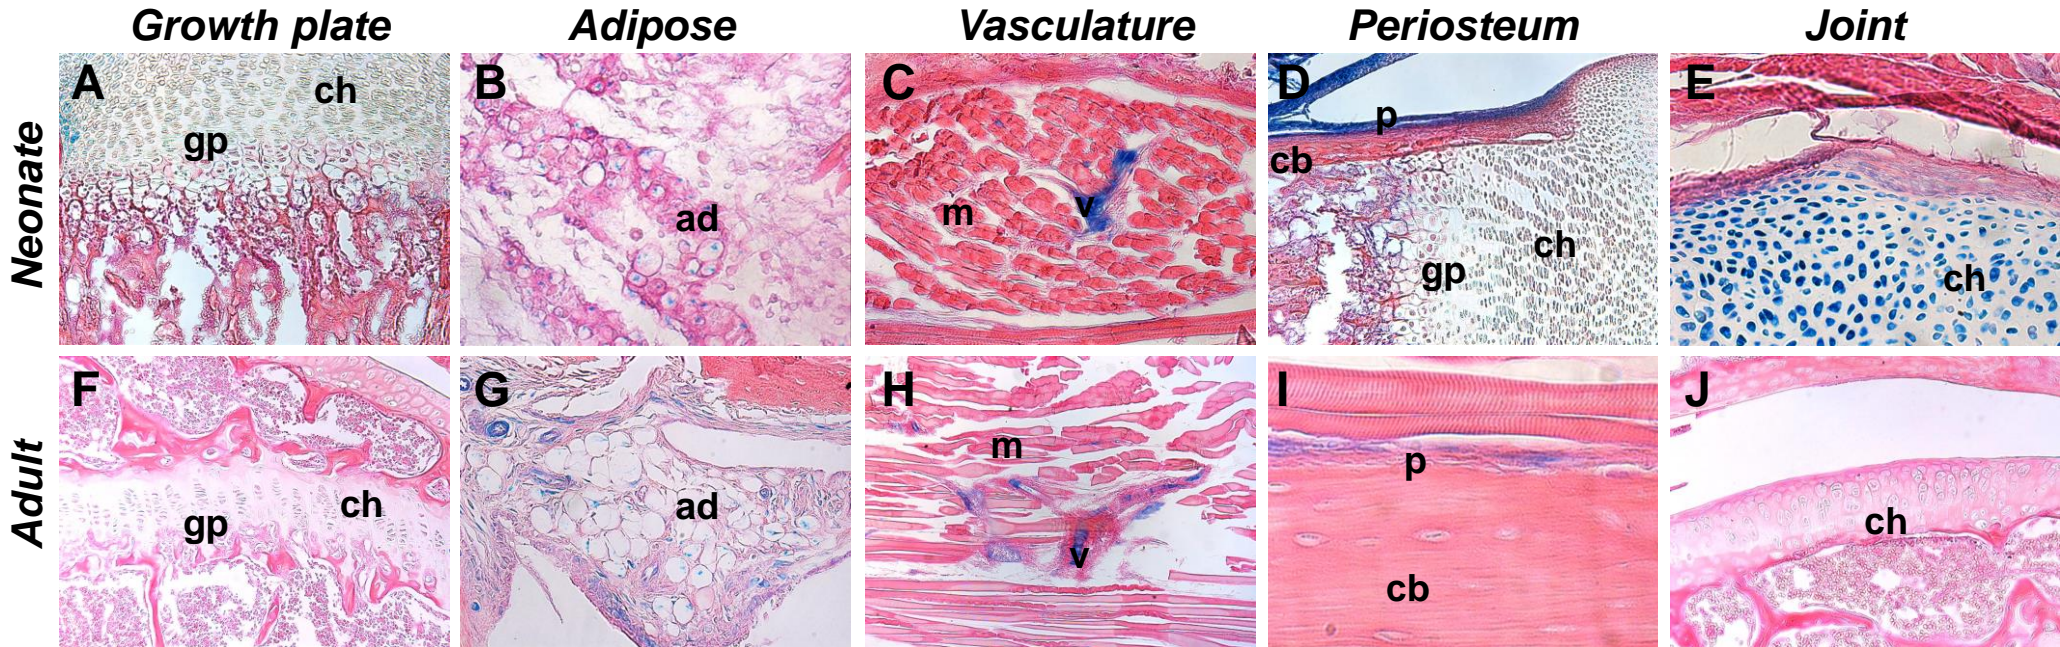 Growth plate Adipose Vasculature Periosteum Joint
Neonate
A ch gp
B ad
C m v
D p cb gp ch
E ch
Adult
F gp ch
G ad
H m v
I p cb
J ch